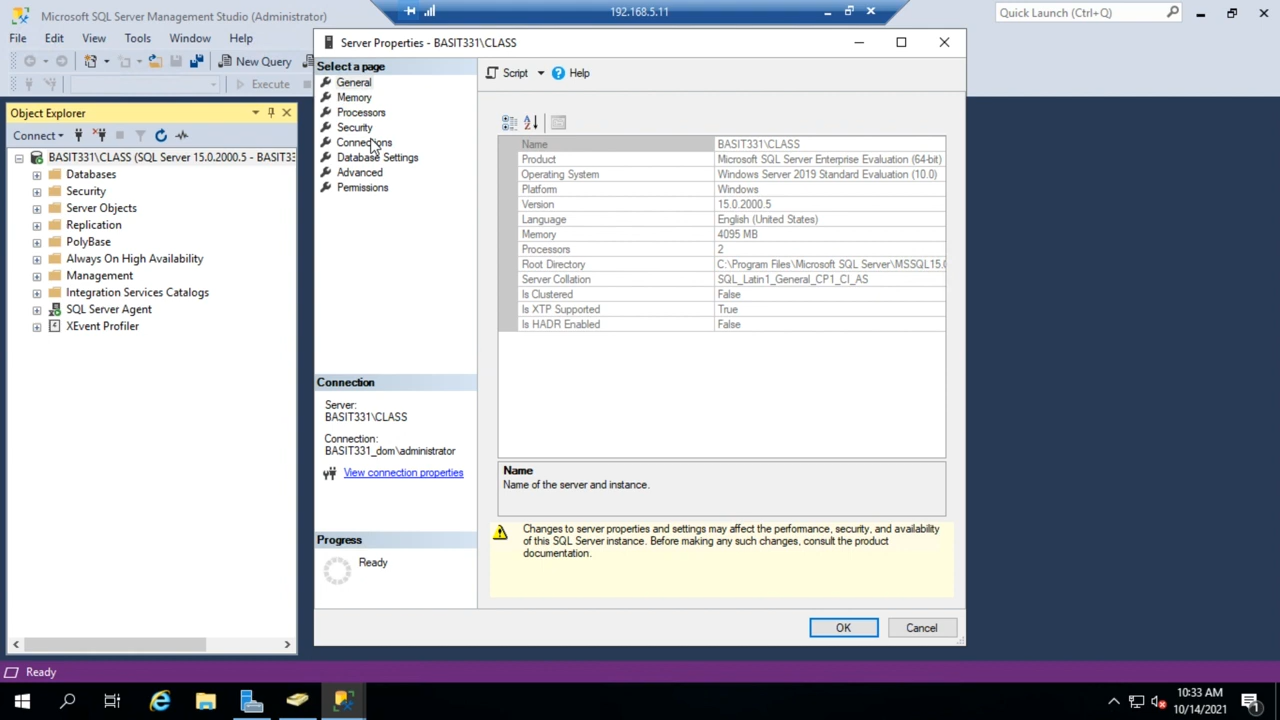 Microsoft SQL Server Management Studio (Administrator)
192.168.5.11
Quick Launch (Ctrl+Q)
File Edit View Tools Window Help
New Query
Execute
Object Explorer
Connect
BASIT331\CLASS (SQL Server 15.0.2000.5 - BASIT33
Databases
Security
Server Objects
Replication
PolyBase
Always On High Availability
Management
Integration Services Catalogs
SQL Server Agent
XEvent Profiler
Server Properties - BASIT331\CLASS
Select a page
General
Memory
Processors
Security
Connections
Database Settings
Advanced
Permissions
Connection
Server:
BASIT331\CLASS
Connection:
BASIT331_dom\administrator
View connection properties
Progress
Ready
Script Help
Name BASIT331\CLASS
Product Microsoft SQL Server Enterprise Evaluation (64-bit)
Operating System Windows Server 2019 Standard Evaluation (10.0)
Platform Windows
Version 15.0.2000.5
Language English (United States)
Memory 4095 MB
Processors 2
Root Directory C:\Program Files\Microsoft SQL Server\MSSQL15.
Server Collation SQL_Latin1_General_CP1_CI_AS
Is Clustered False
Is XTP Supported True
Is HADR Enabled False
Name
Name of the server and instance.
Changes to server properties and settings may affect the performance, security, and availability
of this SQL Server instance. Before making any such changes, consult the product
documentation.
OK Cancel
Ready
10:33 AM
10/14/2021
1